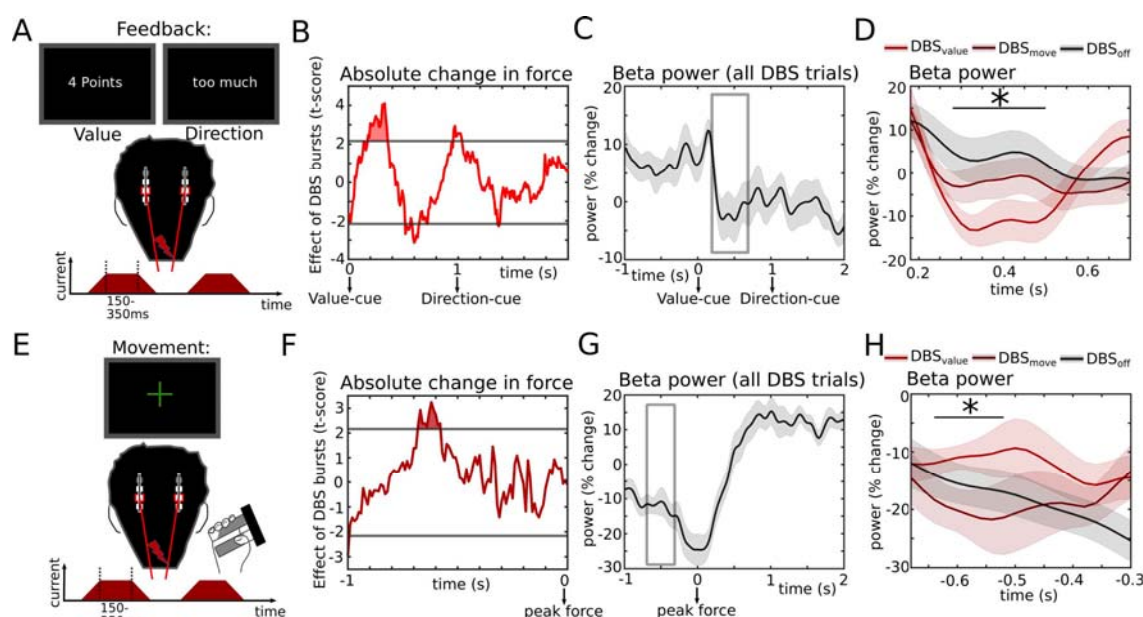 A
Feedback:
4 Points
too much
Value
Direction
current
150-
350ms
time
B
Absolute change in force
Effect of DBS bursts (t-score)
4
2
0
-2
-4
0
1
time (s)
Value-cue
Direction-cue
C
Beta power (all DBS trials)
power (% change)
20
15
10
5
0
-5
-10
-1
time (s)
0
1
2
Value-cue
Direction-cue
D
DBSvalue DBSmove DBSoff
Beta power
*
power (% change)
20
15
10
0
-10
-20
0.2
0.4
0.6
time (s)
E
Movement:
current
150-
time
F
Absolute change in force
Effect of DBS bursts (t-score)
3
2
1
0
-1
-2
-3
-1
time (s)
0
peak force
G
Beta power (all DBS trials)
power (% change)
20
10
0
-10
-20
-30
-1
0
1
2
time (s)
peak force
H
DBSvalue DBSmove DBSoff
Beta power
*
power (% change)
0
-10
-20
-30
-0.6
-0.5
-0.4
-0.3
time (s)